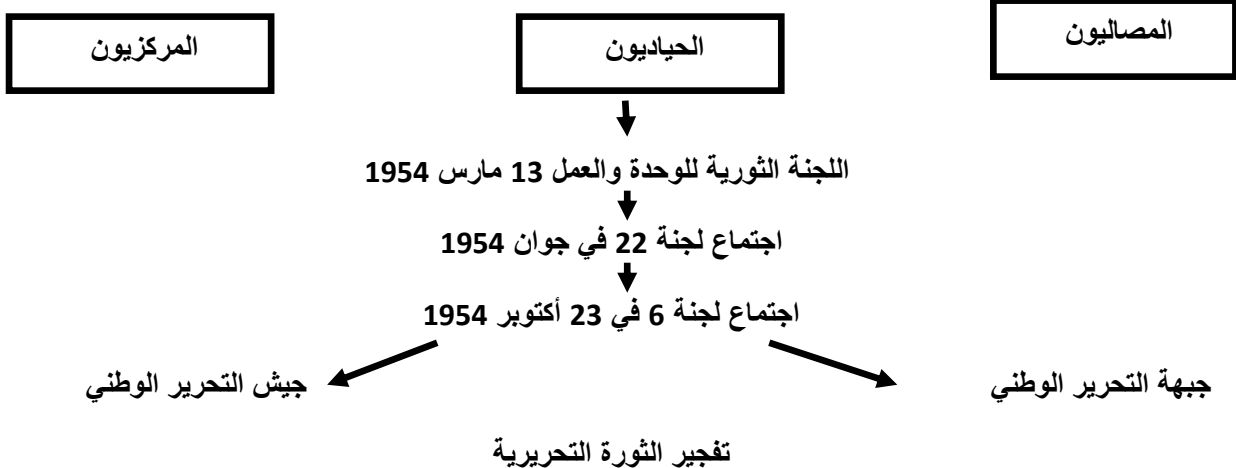 المصاليون
الحياديون
المركزيون
اللجنة الثورية للوحدة والعمل 13 مارس 1954
اجتماع لجنة 22 في جوان 1954
اجتماع لجنة 6 في 23 أكتوبر 1954
جبهة التحرير الوطني
جيش التحرير الوطني
تفجير الثورة التحريرية